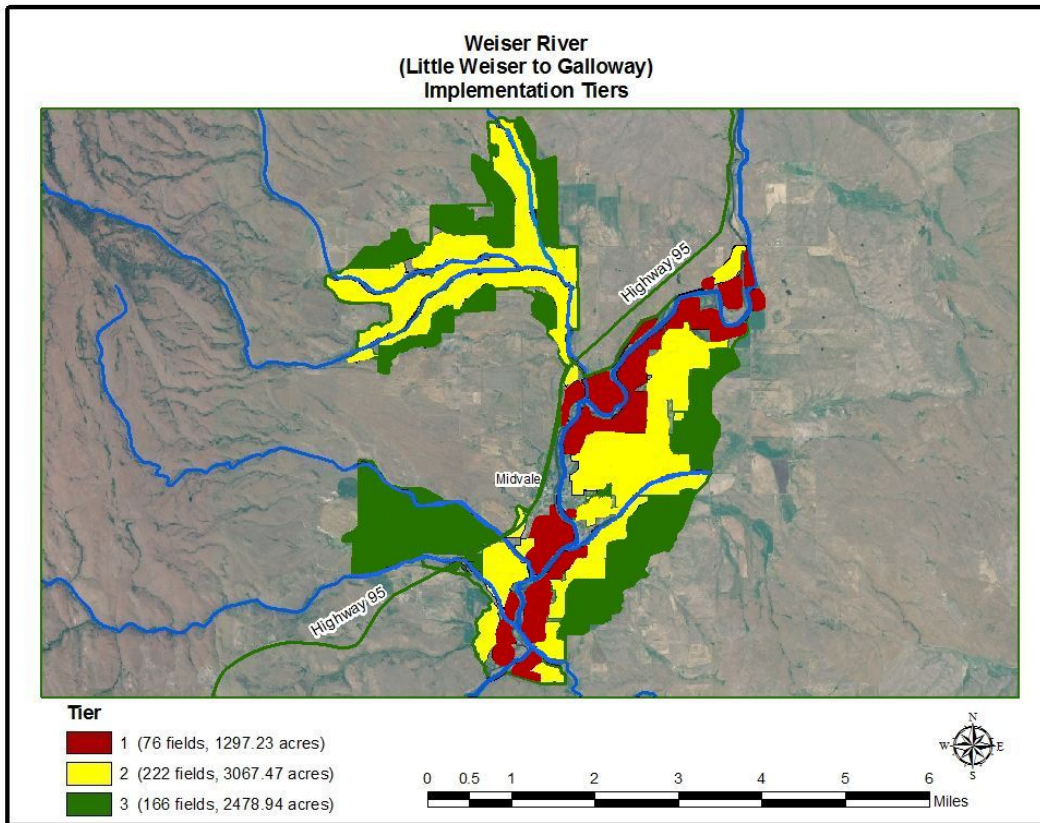 Weiser River
(Little Weiser to Galloway)
Implementation Tiers
Highway 95
Midvale
Highway 95
Tier
1 (76 fields, 1297.23 acres)
2 (222 fields, 3067.47 acres)
3 (166 fields, 2478.94 acres)
N
W E
S
0 0.5 1 2 3 4 5 6
Miles